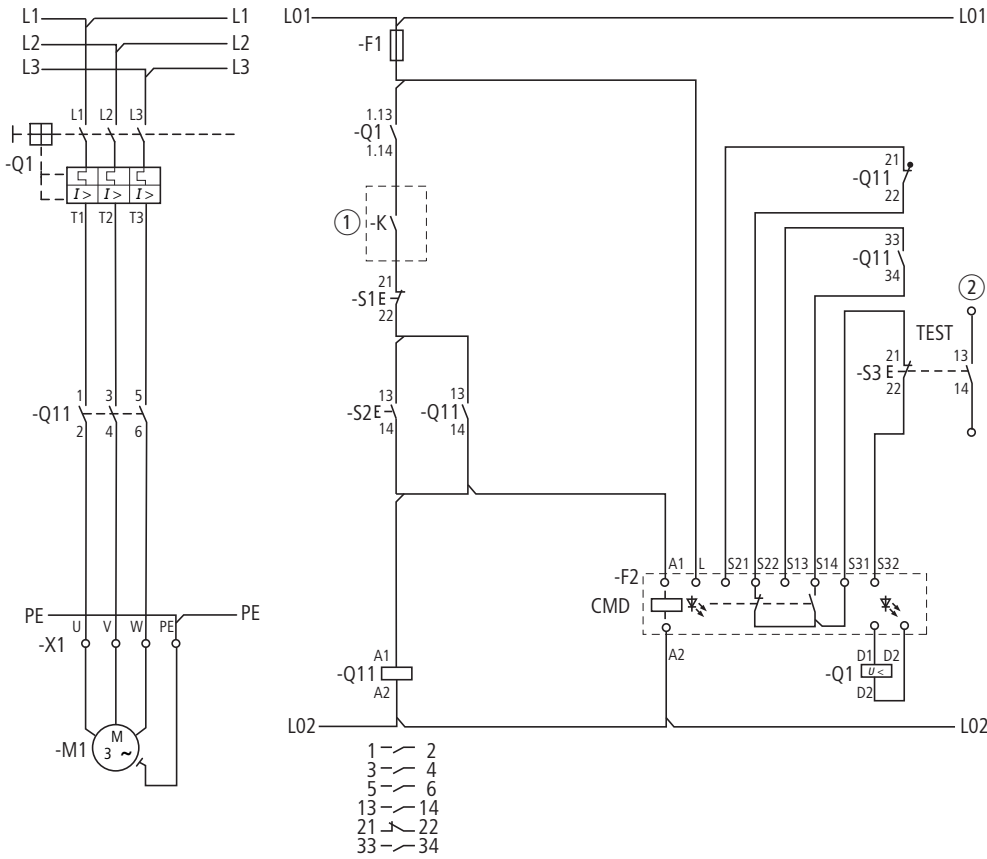 L1 L1
L2 L2
L3 L3
L1 L2 L3
-Q1
I > I > I >
T1 T2 T3
1 3 5
-Q11
2 4 6
PE PE
U V W PE
-X1
M
3 ~
-M1
L01 L01
-F1
1.13
-Q1
1.14
1 -K
21
-S1 E
22
13 13
-S2 E -Q11
14 14
21
-Q11
22
33
-Q11
34
2
TEST
21 13
-S3 E
22 14
A1 L S21 S22 S13 S14 S31 S32
-F2
CMD
A1 A2 D1 D2
-Q11 -Q1 U <
A2 D2
L02 L02
1 2
3 4
5 6
13 14
21 22
33 34